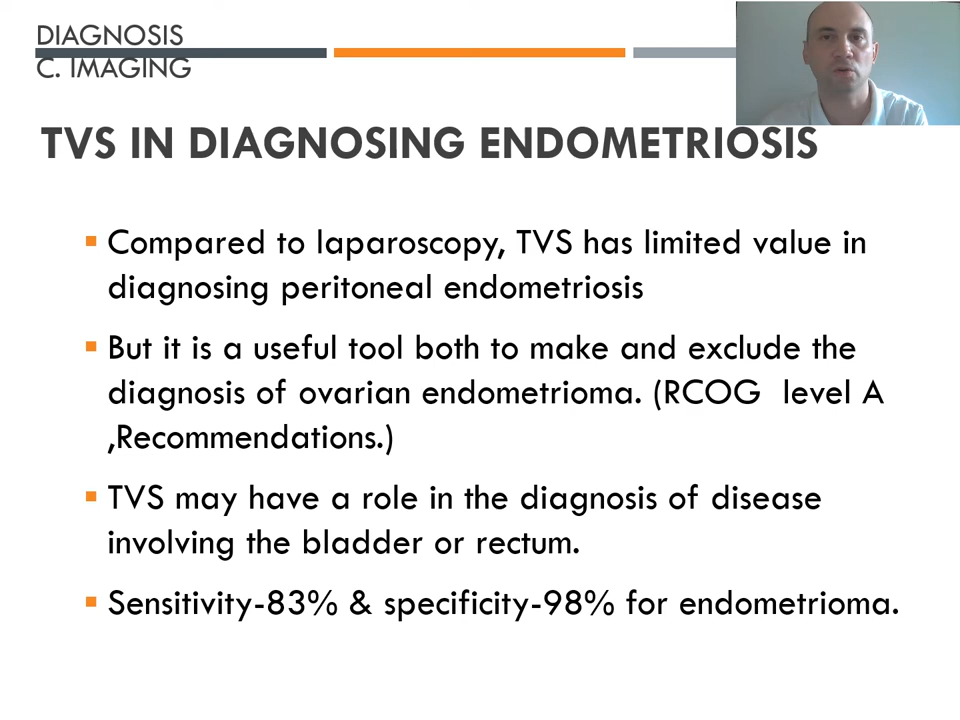 DIAGNOSIS
C. IMAGING
TVS IN DIAGNOSING ENDOMETRIOSIS
▪ Compared to laparoscopy, TVS has limited value in
diagnosing peritoneal endometriosis
▪ But it is a useful tool both to make and exclude the
diagnosis of ovarian endometrioma. (RCOG  level A
,Recommendations.)
▪ TVS may have a role in the diagnosis of disease
involving the bladder or rectum.
▪ Sensitivity-83% & specificity-98% for endometrioma.